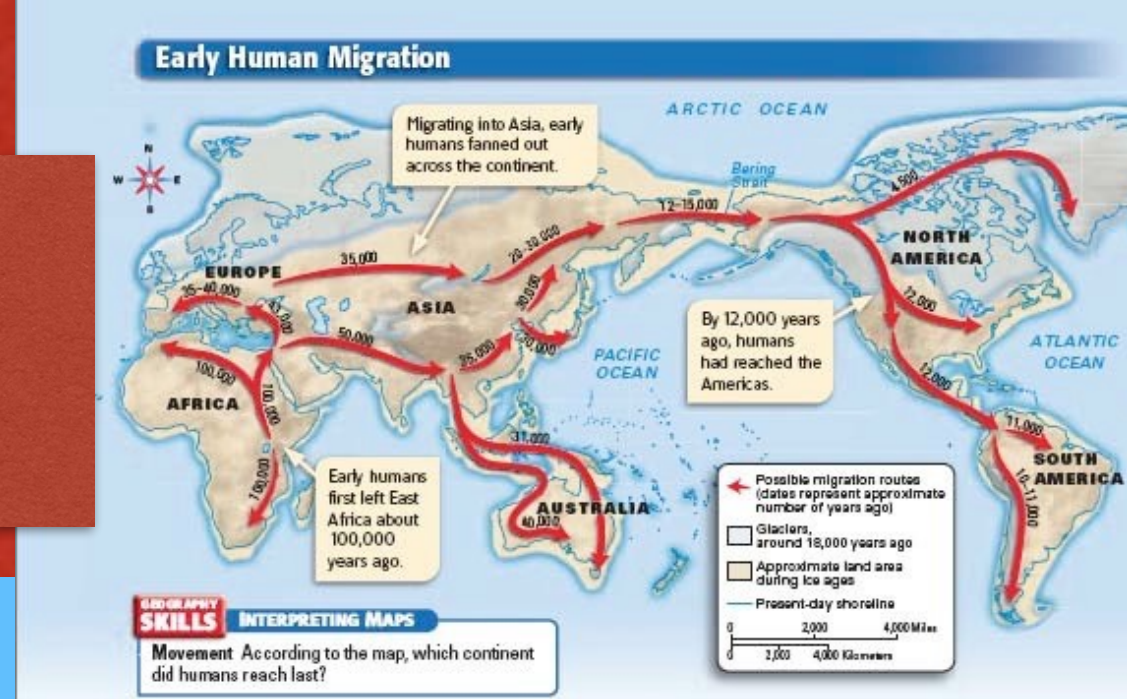 Early Human Migration
ARCTIC OCEAN
Migrating into Asia, early
humans fanned out
across the continent.
N
W
E
S
Bering
Strait
4,500
12–15,000
20–30,000
NORTH
AMERICA
35,000
EUROPE
35–40,000
43,000
ASIA
30,000
12,000
50,000
25,000
By 12,000 years
ago, humans
had reached the
Americas.
ATLANTIC
OCEAN
PACIFIC
OCEAN
100,000
100,000
AFRICA
12,000
31,000
11,000
SOUTH
AMERICA
100,000
Early humans
first left East
Africa about
100,000
years ago.
AUSTRALIA
40,000
10–11,000
Possible migration routes
(dates represent approximate
number of years ago)
Glaciers,
around 18,000 years ago
Approximate land area
during ice ages
Present-day shoreline
0 2,000 4,000 Miles
0 2,000 4,000 Kilometers
GEOGRAPHY
SKILLS INTERPRETING MAPS
Movement According to the map, which continent
did humans reach last?